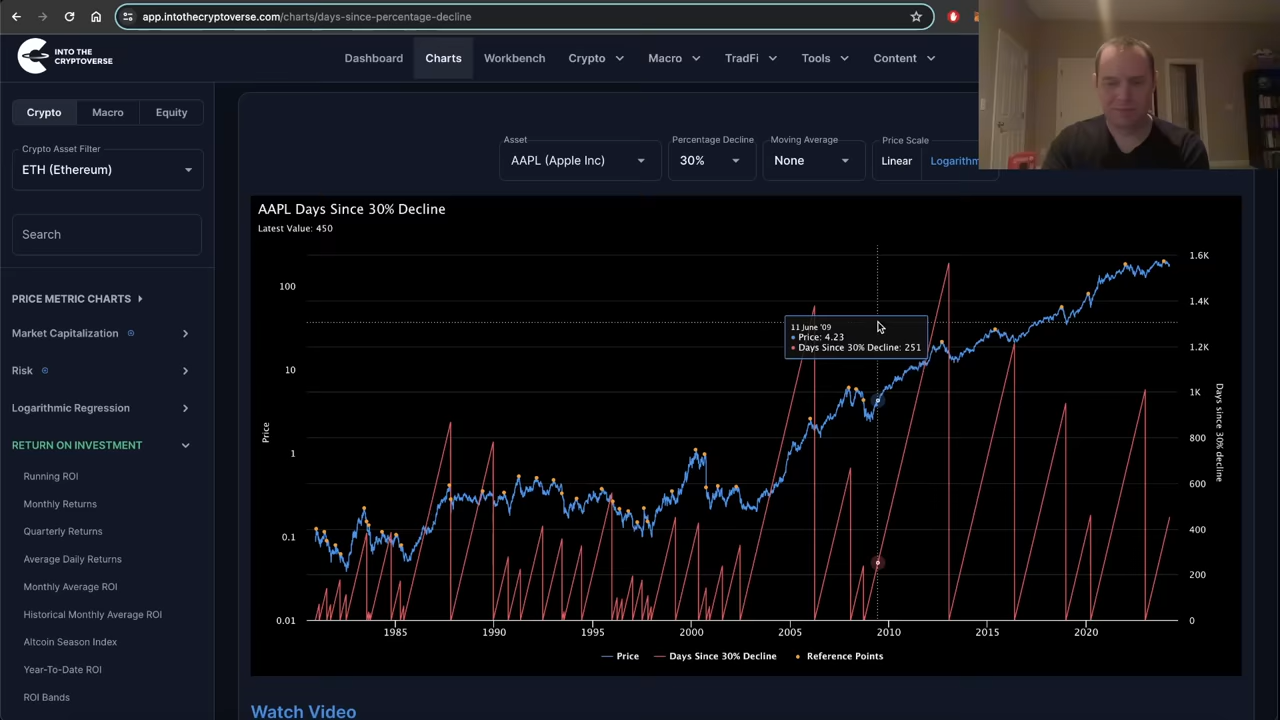 app.intothecryptoverse.com/charts/days-since-percentage-decline
INTO THE
CRYPTOVERSE
Dashboard
Charts
Workbench
Crypto
Macro
TradFi
Tools
Content
Crypto
Macro
Equity
Crypto Asset Filter
ETH (Ethereum)
Search
PRICE METRIC CHARTS
Market Capitalization
Risk
Logarithmic Regression
RETURN ON INVESTMENT
Running ROI
Monthly Returns
Quarterly Returns
Average Daily Returns
Monthly Average ROI
Historical Monthly Average ROI
Altcoin Season Index
Year-To-Date ROI
ROI Bands
Asset
AAPL (Apple Inc)
Percentage Decline
30%
Moving Average
None
Price Scale
Linear
Logarithm
AAPL Days Since 30% Decline
Latest Value: 450
100
10
1
0.1
0.01
Price
11 June '09
Price: 4.23
Days Since 30% Decline: 251
1.6K
1.4K
1.2K
1K
800
600
400
200
0
Days since 30% decline
1985
1990
1995
2000
2005
2010
2015
2020
Price
Days Since 30% Decline
Reference Points
Watch Video